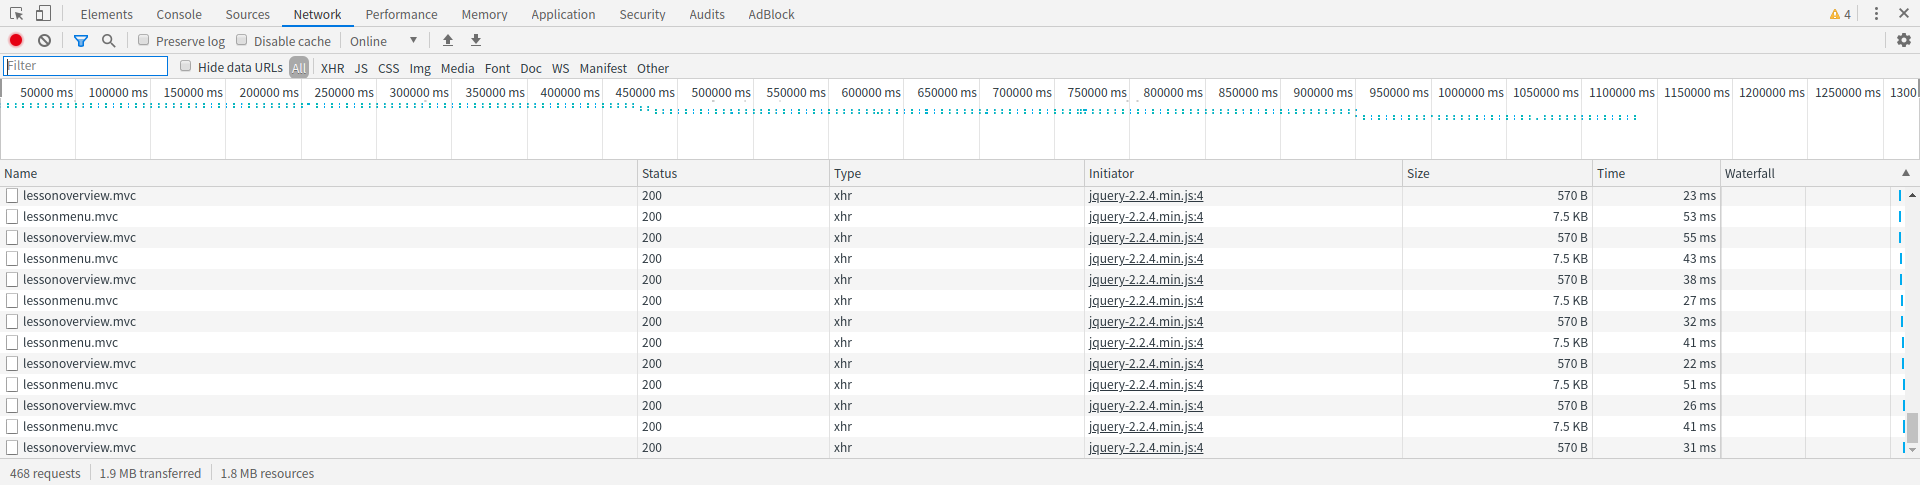 Elements Console Sources Network Performance Memory Application Security Audits AdBlock 4
Preserve log Disable cache Online
Filter Hide data URLs All XHR JS CSS Img Media Font Doc WS Manifest Other
50000 ms 100000 ms 150000 ms 200000 ms 250000 ms 300000 ms 350000 ms 400000 ms 450000 ms 500000 ms 550000 ms 600000 ms 650000 ms 700000 ms 750000 ms 800000 ms 850000 ms 900000 ms 950000 ms 1000000 ms 1050000 ms 1100000 ms 1150000 ms 1200000 ms 1250000 ms 1300
Name Status Type Initiator Size Time Waterfall
lessonoverview.mvc 200 xhr jquery-2.2.4.min.js:4 570 B 23 ms
lessonmenu.mvc 200 xhr jquery-2.2.4.min.js:4 7.5 KB 53 ms
lessonoverview.mvc 200 xhr jquery-2.2.4.min.js:4 570 B 55 ms
lessonmenu.mvc 200 xhr jquery-2.2.4.min.js:4 7.5 KB 43 ms
lessonoverview.mvc 200 xhr jquery-2.2.4.min.js:4 570 B 38 ms
lessonmenu.mvc 200 xhr jquery-2.2.4.min.js:4 7.5 KB 27 ms
lessonoverview.mvc 200 xhr jquery-2.2.4.min.js:4 570 B 32 ms
lessonmenu.mvc 200 xhr jquery-2.2.4.min.js:4 7.5 KB 41 ms
lessonoverview.mvc 200 xhr jquery-2.2.4.min.js:4 570 B 22 ms
lessonmenu.mvc 200 xhr jquery-2.2.4.min.js:4 7.5 KB 51 ms
lessonoverview.mvc 200 xhr jquery-2.2.4.min.js:4 570 B 26 ms
lessonmenu.mvc 200 xhr jquery-2.2.4.min.js:4 7.5 KB 41 ms
lessonoverview.mvc 200 xhr jquery-2.2.4.min.js:4 570 B 31 ms
468 requests 1.9 MB transferred 1.8 MB resources